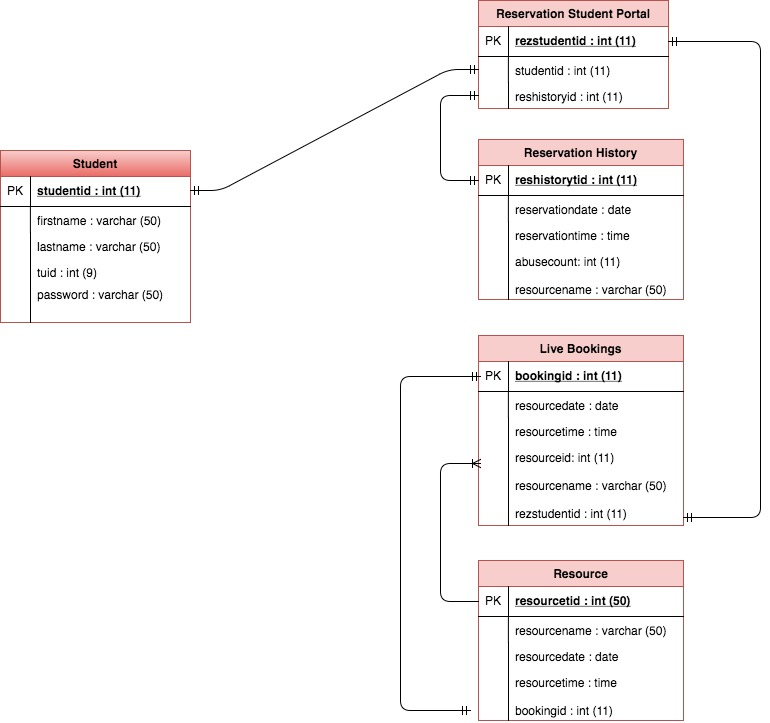 Reservation Student Portal
PK rezstudentid : int (11)
studentid : int (11)
reshistoryid : int (11)
Student
PK studentid : int (11)
firstname : varchar (50)
lastname : varchar (50)
tuid : int (9)
password : varchar (50)
Reservation History
PK reshistorytid : int (11)
reservationdate : date
reservationtime : time
abusecount: int (11)
resourcename : varchar (50)
Live Bookings
PK bookingid : int (11)
resourcedate : date
resourcetime : time
resourceid: int (11)
resourcename : varchar (50)
rezstudentid : int (11)
Resource
PK resourcetid : int (50)
resourcename : varchar (50)
resourcedate : date
resourcetime : time
bookingid : int (11)